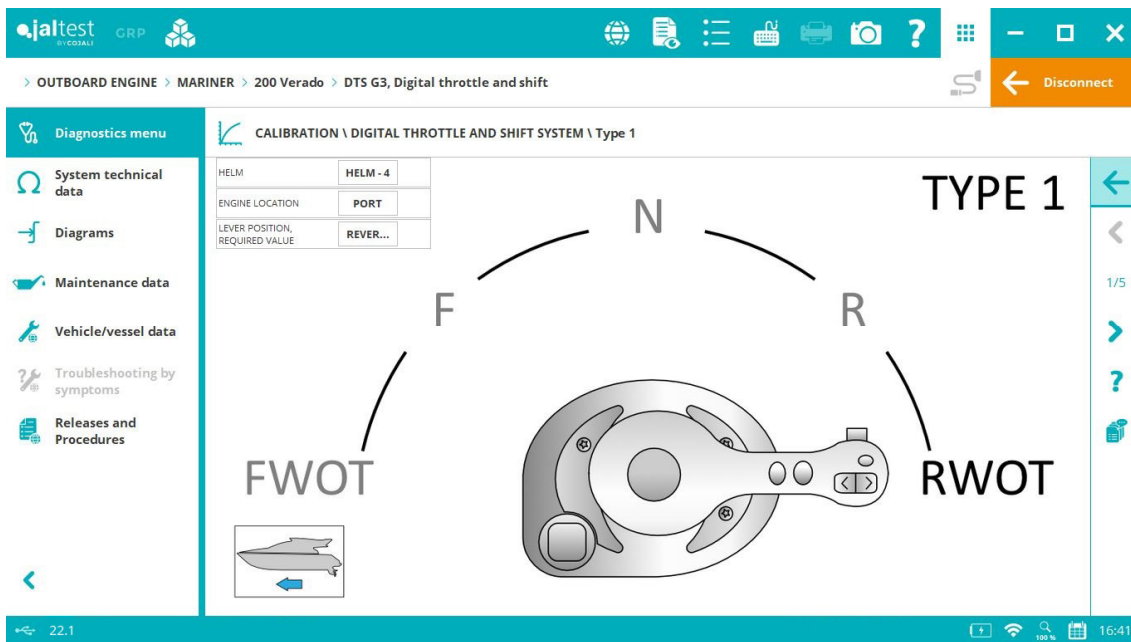 jaltest GRP
BY COJALI
> OUTBOARD ENGINE > MARINER > 200 Verado > DTS G3, Digital throttle and shift
Disconnect
Diagnostics menu
CALIBRATION \ DIGITAL THROTTLE AND SHIFT SYSTEM \ Type 1
System technical
data
Diagrams
Maintenance data
Vehicle/vessel data
Troubleshooting by
symptoms
Releases and
Procedures
HELM HELM - 4
ENGINE LOCATION PORT
LEVER POSITION,
REQUIRED VALUE REVER...
TYPE 1
N
F
R
FWOT
RWOT
1/5
?
22.1
100 %
16:41